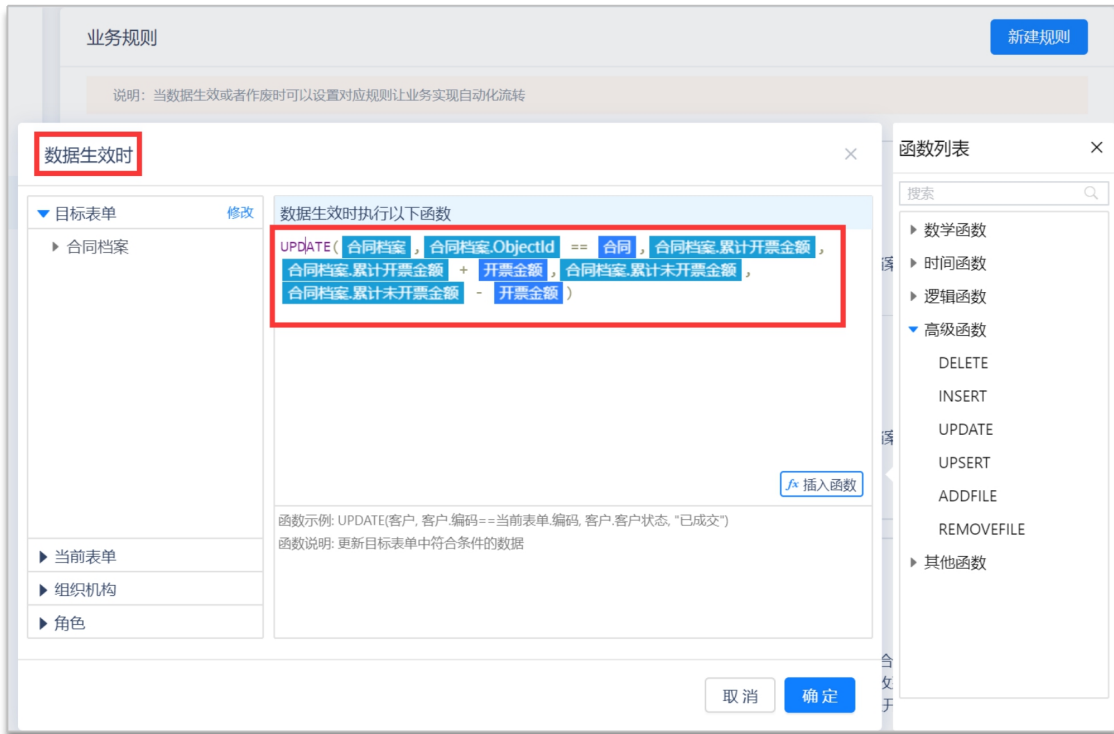 业务规则
新建规则
说明：当数据生效或者作废时可以设置对应规则让业务实现自动化流转
数据生效时
目标表单 修改
合同档案
当前表单
组织机构
角色
数据生效时执行以下函数
UPDATE( 合同档案 , 合同档案.ObjectId == 合同 , 合同档案.累计开票金额 ,
合同档案.累计开票金额 + 开票金额 , 合同档案.累计未开票金额 ,
合同档案.累计未开票金额 - 开票金额 )
fx 插入函数
函数示例: UPDATE(客户, 客户.编码==当前表单.编码, 客户.客户状态, "已成交")
函数说明: 更新目标表单中符合条件的数据
取消
确定
函数列表
搜索
数学函数
时间函数
逻辑函数
高级函数
DELETE
INSERT
UPDATE
UPSERT
ADDFILE
REMOVEFILE
其他函数